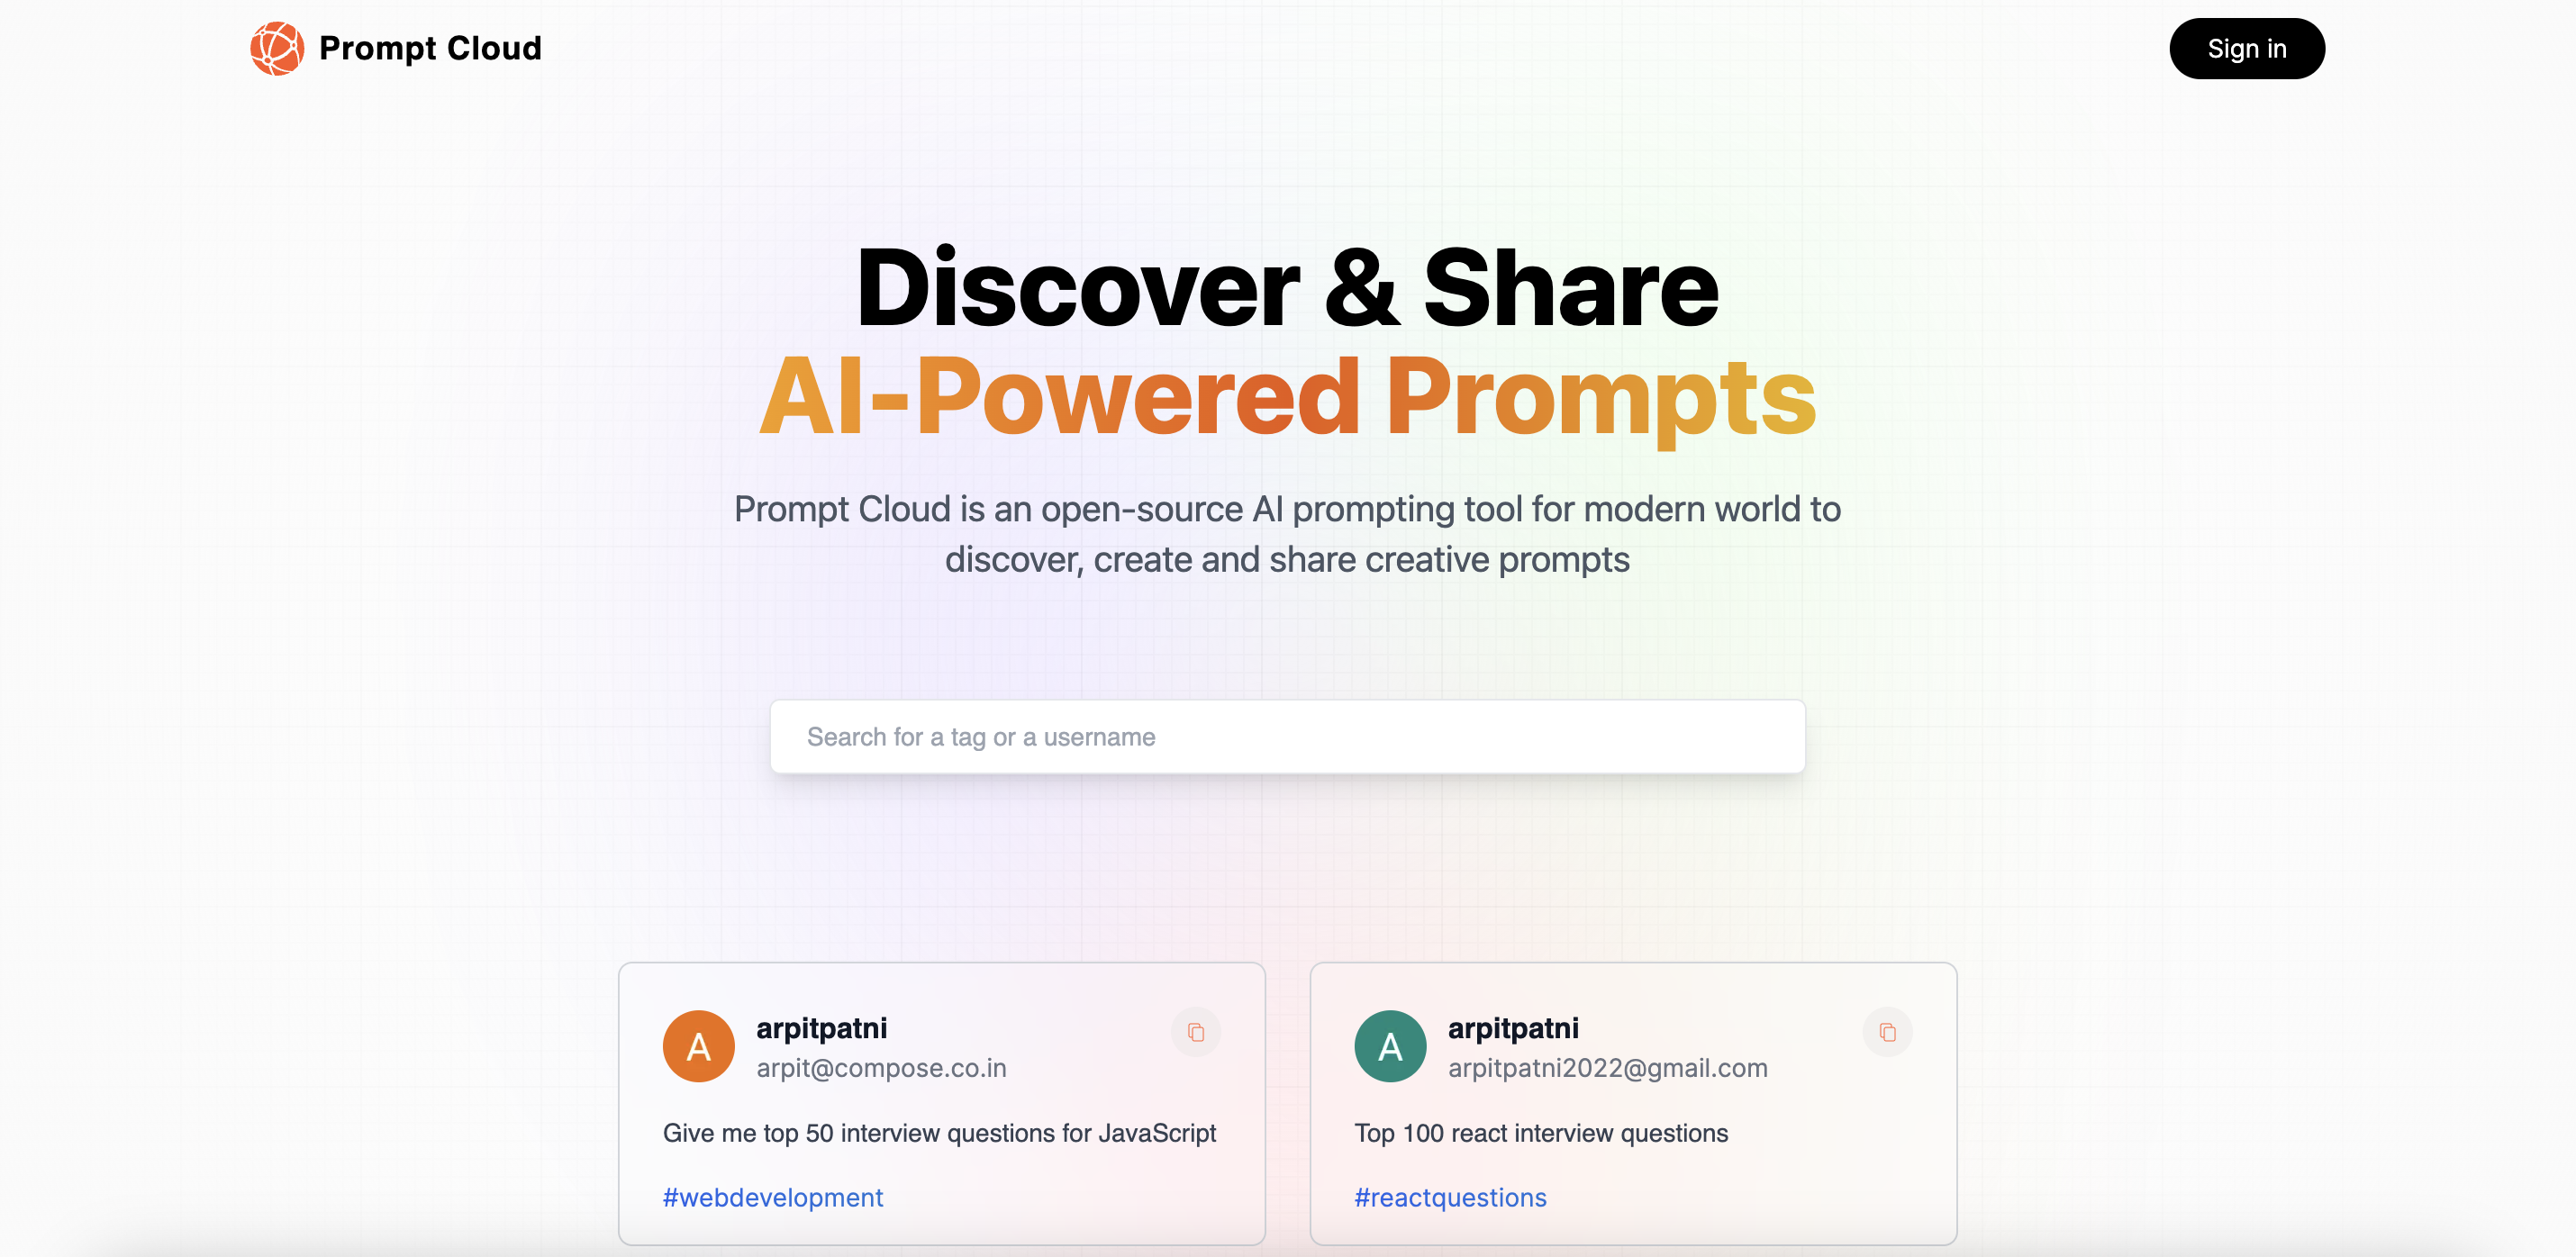 Prompt Cloud
Sign in
Discover & Share
AI-Powered Prompts
Prompt Cloud is an open-source AI prompting tool for modern world to
discover, create and share creative prompts
Search for a tag or a username
A
arpitpatni
arpit@compose.co.in
Give me top 50 interview questions for JavaScript
#webdevelopment
A
arpitpatni
arpitpatni2022@gmail.com
Top 100 react interview questions
#reactquestions